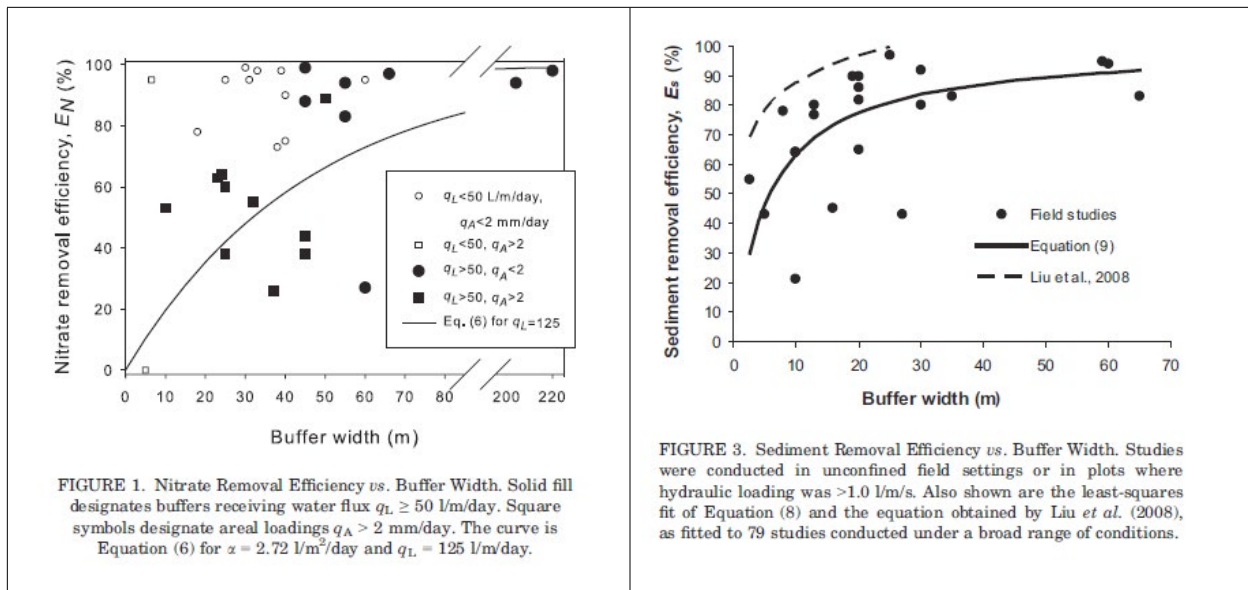 Nitrate removal efficiency, EN (%)
100
80
60
40
20
0
0 10 20 30 40 50 60 70 80 200 220
Buffer width (m)
qL<50 L/m/day,
qA<2 mm/day
qL<50, qA>2
qL>50, qA<2
qL>50, qA>2
Eq. (6) for qL=125
FIGURE 1. Nitrate Removal Efficiency vs. Buffer Width. Solid fill
designates buffers receiving water flux qL ≥ 50 l/m/day. Square
symbols designate areal loadings qA > 2 mm/day. The curve is
Equation (6) for α = 2.72 l/m²/day and qL = 125 l/m/day.
Sediment removal efficiency, Es (%)
100
90
80
70
60
50
40
30
20
10
0
0 10 20 30 40 50 60 70
Buffer width (m)
Field studies
Equation (9)
Liu et al., 2008
FIGURE 3. Sediment Removal Efficiency vs. Buffer Width. Studies
were conducted in unconfined field settings or in plots where
hydraulic loading was >1.0 l/m/s. Also shown are the least-squares
fit of Equation (8) and the equation obtained by Liu et al. (2008),
as fitted to 79 studies conducted under a broad range of conditions.